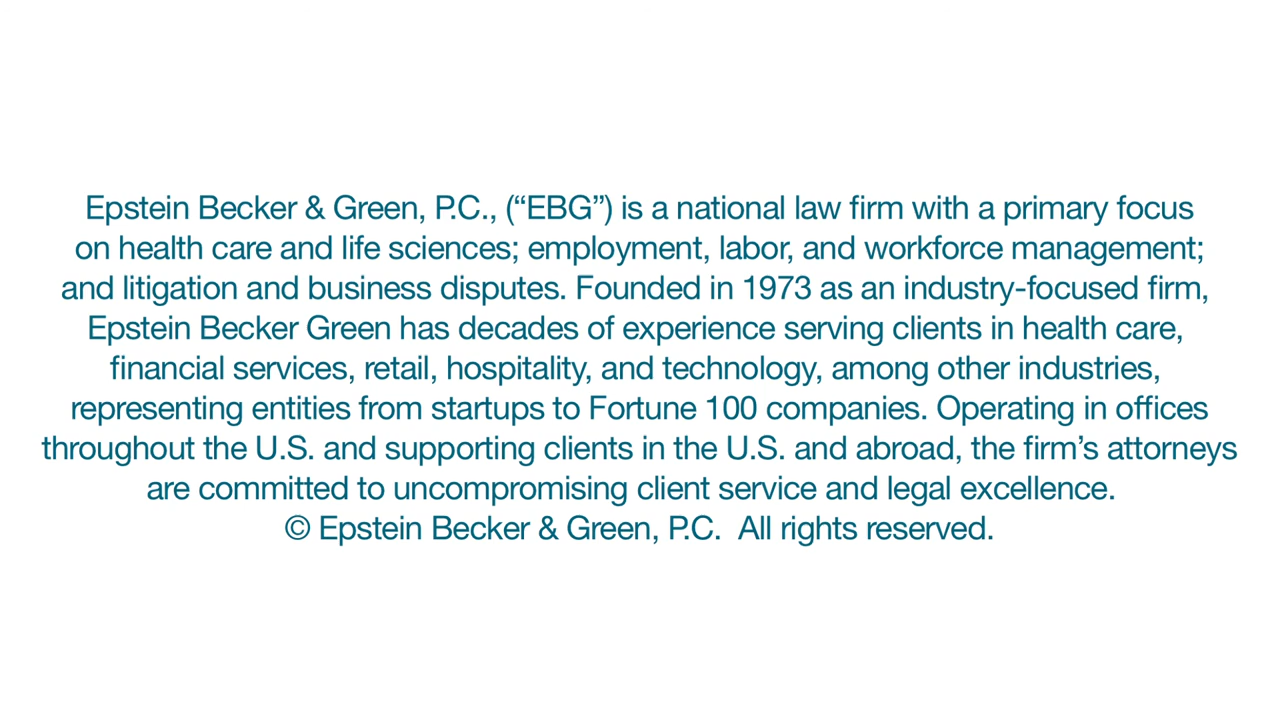 Epstein Becker & Green, P.C., (“EBG”) is a national law firm with a primary focus
on health care and life sciences; employment, labor, and workforce management;
and litigation and business disputes. Founded in 1973 as an industry-focused firm,
Epstein Becker Green has decades of experience serving clients in health care,
financial services, retail, hospitality, and technology, among other industries,
representing entities from startups to Fortune 100 companies. Operating in offices
throughout the U.S. and supporting clients in the U.S. and abroad, the firm’s attorneys
are committed to uncompromising client service and legal excellence.
© Epstein Becker & Green, P.C.  All rights reserved.